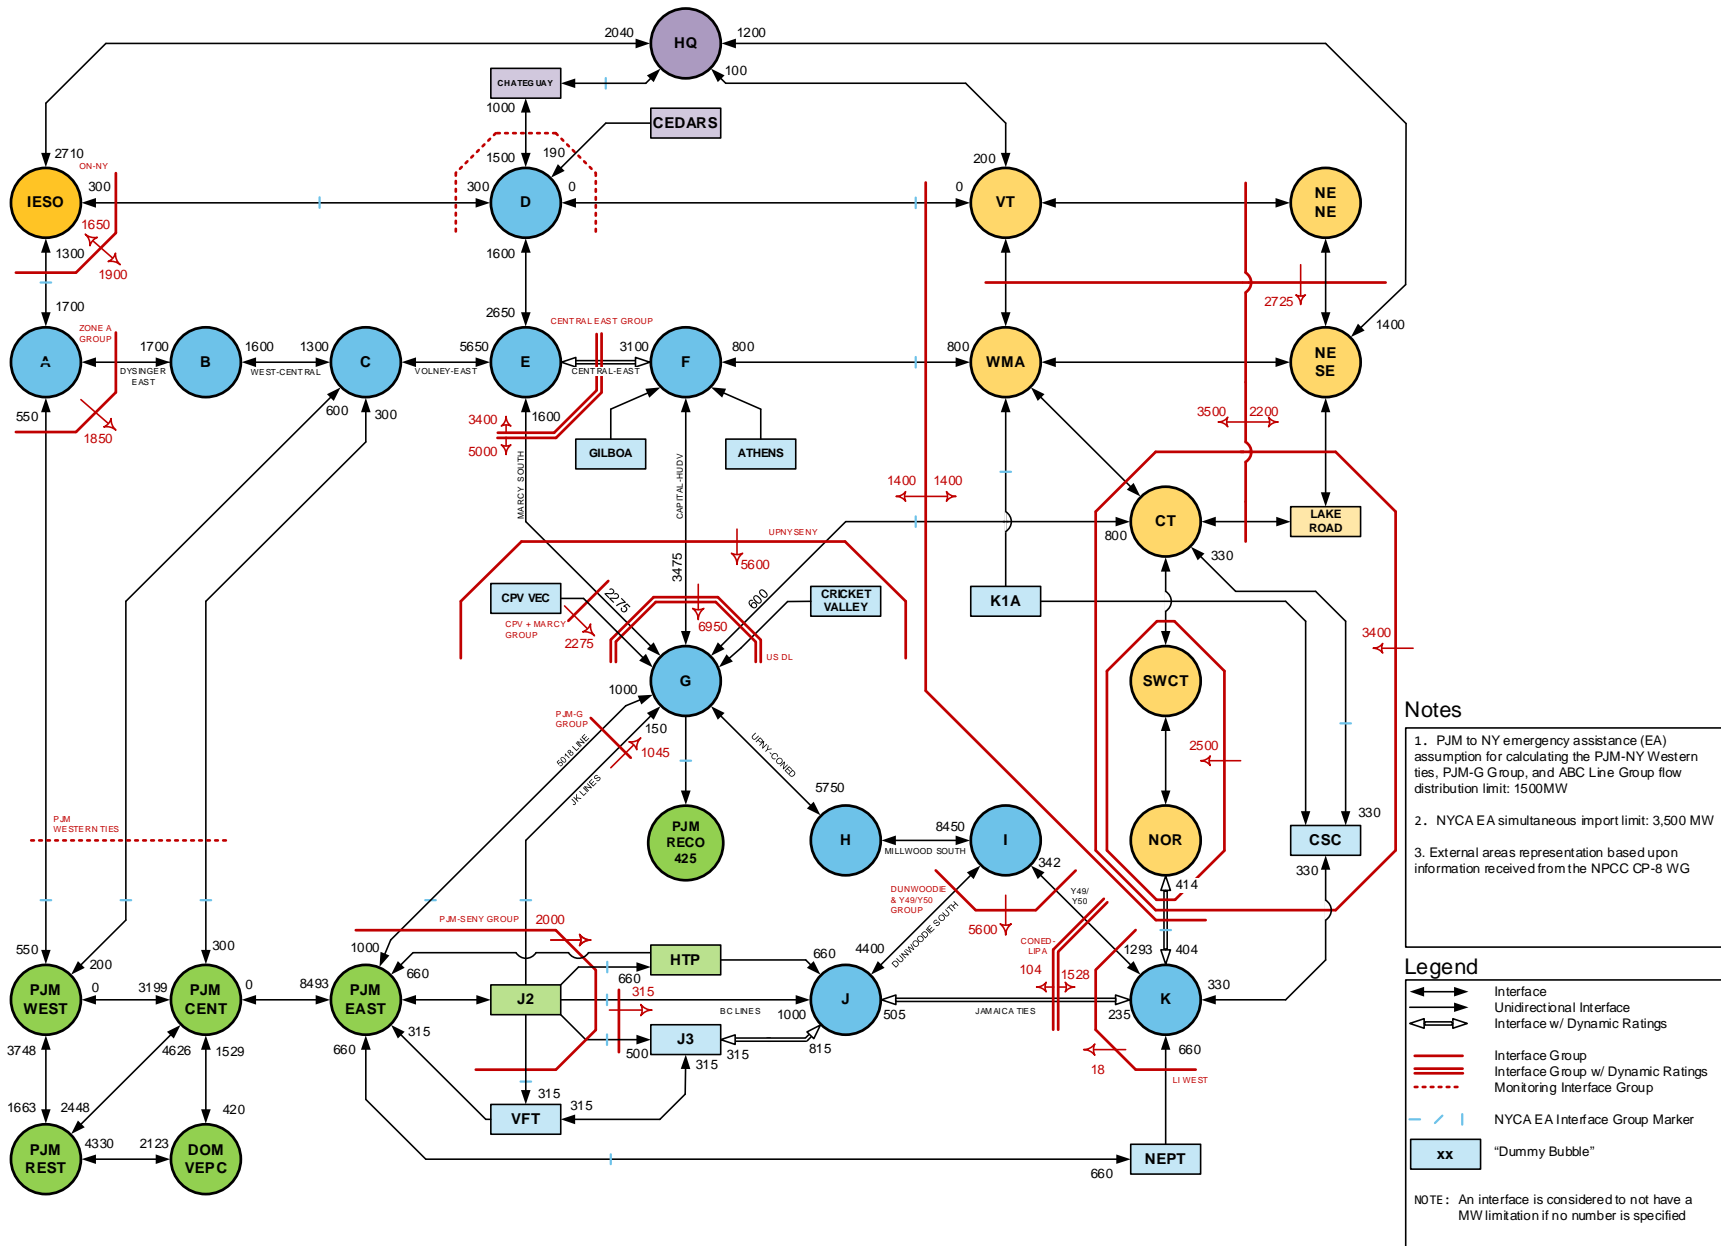 2040
HQ
1200
100
CHATEGUAY
1000
CEDARS
2710
ON-NY
1500
190
200
IESO
300
300
D
0
0
VT
NE
NE
1650
1300
1900
1600
2725
1700
2650
CENTRAL EAST GROUP
1400
ZONE A
GROUP
A
1700
B
1600
1300
C
5650
E
3100
F
800
800
WMA
NE
SE
DYSINGER
EAST
WEST-CENTRAL
VOLNEY-EAST
CENTRAL-EAST
550
600
300
1600
1850
3400
5000
GILBOA
ATHENS
3500
2200
MARCY SOUTH
CAPITAL-HUDV
1400
1400
CT
LAKE
ROAD
800
330
UPNYSENY
5600
3475
CPV VEC
2275
600
CRICKET
VALLEY
K1A
CPV + MARCY
GROUP
2275
6950
US DL
3400
G
SWCT
1000
150
PJM-G
GROUP
1045
5018 LINE
JK LINES
UPNY-CONED
2500
5750
PJM
WESTERN TIES
PJM
RECO
425
H
8450
MILLWOOD SOUTH
I
342
NOR
330
CSC
330
414
DUNWOODIE
& Y49/Y50
GROUP
Y49/
Y50
PJM-SENY GROUP
2000
5600
DUNWOODIE SOUTH
CONED-
LIPA
550
200
300
1000
660
HTP
660
660
4400
1293
404
104
1528
PJM
WEST
0
3199
PJM
CENT
0
8493
PJM
EAST
J2
315
BC LINES
1000
J
505
JAMAICA TIES
235
K
330
3748
4626
1529
315
660
500
J3
315
315
815
18
660
LI WEST
1663
2448
420
315
VFT
315
PJM
REST
4330
2123
DOM
VEPC
660
NEPT
Notes
1. PJM to NY emergency assistance (EA)
assumption for calculating the PJM-NY Western
ties, PJM-G Group, and ABC Line Group flow
distribution limit: 1500MW
2. NYCA EA simultaneous import limit: 3,500 MW
3. External areas representation based upon
information received from the NPCC CP-8 WG
Legend
Interface
Unidirectional Interface
Interface w/ Dynamic Ratings
Interface Group
Interface Group w/ Dynamic Ratings
Monitoring Interface Group
NYCA EA Interface Group Marker
xx
"Dummy Bubble"
NOTE: An interface is considered to not have a
MW limitation if no number is specified